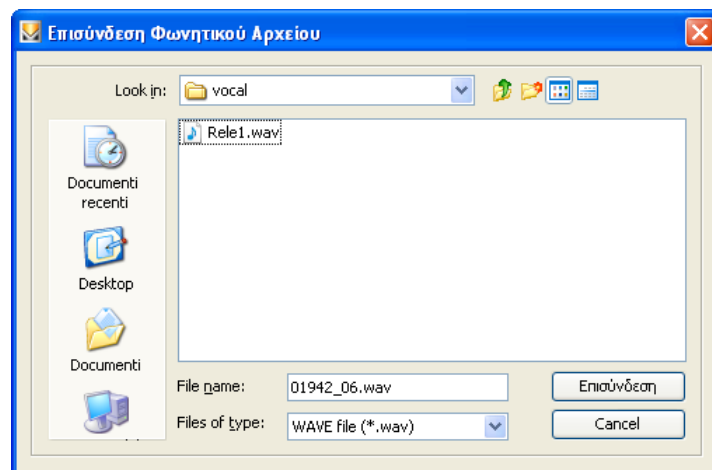 Επισύνδεση Φωνητικού Αρχείου
Look in: vocal
Rele1.wav
Documenti
recenti
Desktop
Documenti
File name: 01942_06.wav Επισύνδεση
Files of type: WAVE file (*.wav) Cancel